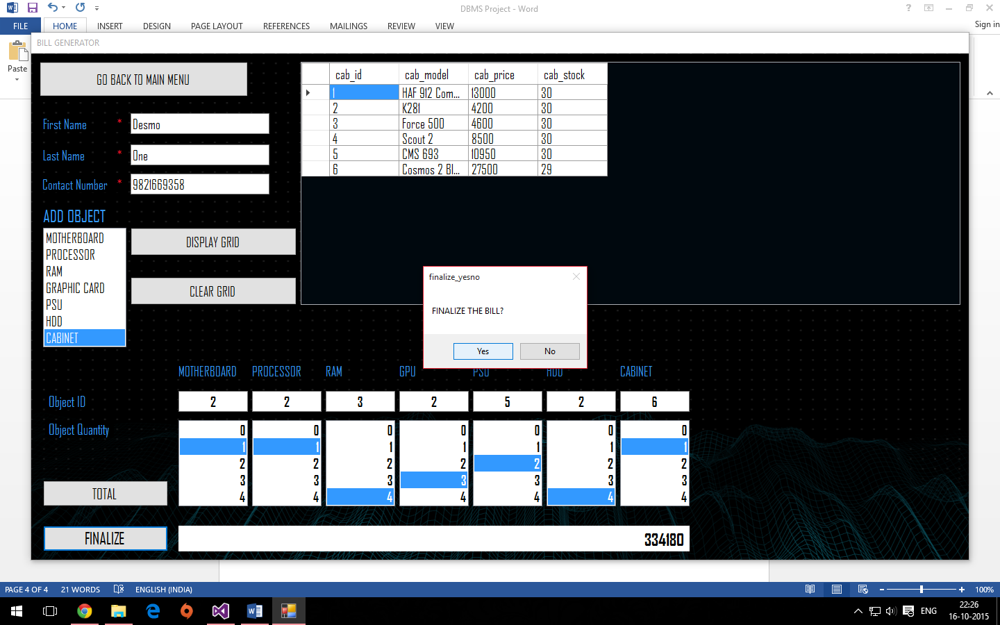 DBMS Project - Word
FILE HOME INSERT DESIGN PAGE LAYOUT REFERENCES MAILINGS REVIEW VIEW Sign in
Paste
BILL GENERATOR
GO BACK TO MAIN MENU
First Name * Desmo
Last Name * One
Contact Number * 9821669358
ADD OBJECT
MOTHERBOARD
PROCESSOR
RAM
GRAPHIC CARD
PSU
HDD
CABINET
DISPLAY GRID
CLEAR GRID
cab_id cab_model cab_price cab_stock
1 HAF 912 Com... 13000 30
2 K281 4200 30
3 Force 500 4600 30
4 Scout 2 8500 30
5 CMS 693 10950 30
6 Cosmos 2 Bl... 27500 29
finalize_yesno
FINALIZE THE BILL?
Yes No
MOTHERBOARD PROCESSOR RAM GPU PSU HDD CABINET
Object ID 2 2 3 2 5 2 6
Object Quantity 0 0 0 0 0 0 0
1 1 1 1 1 1 1
2 2 2 2 2 2 2
3 3 3 3 3 3 3
4 4 4 4 4 4 4
TOTAL
FINALIZE 334180
PAGE 4 OF 4 21 WORDS ENGLISH (INDIA) 100%
ENG 22:26
16-10-2015